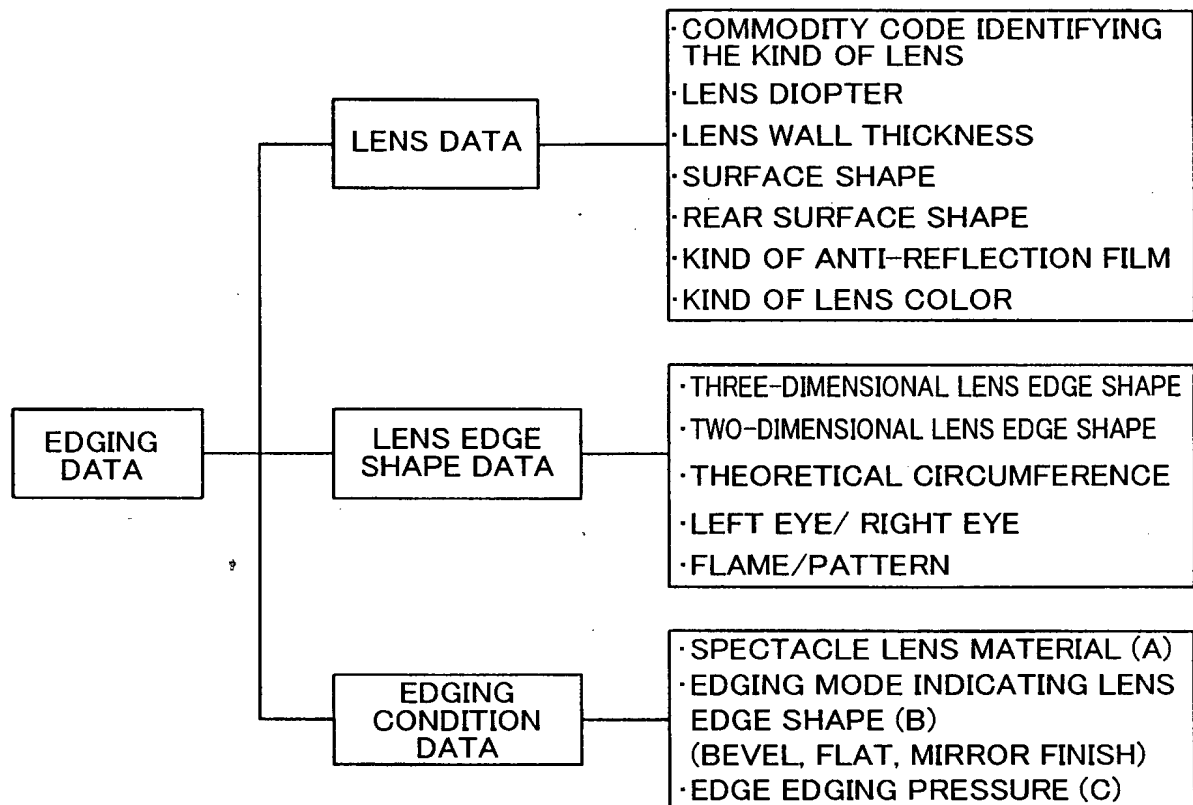 EDGING
DATA
LENS DATA
·COMMODITY CODE IDENTIFYING
THE KIND OF LENS
·LENS DIOPTER
·LENS WALL THICKNESS
·SURFACE SHAPE
·REAR SURFACE SHAPE
·KIND OF ANTI-REFLECTION FILM
·KIND OF LENS COLOR
LENS EDGE
SHAPE DATA
·THREE-DIMENSIONAL LENS EDGE SHAPE
·TWO-DIMENSIONAL LENS EDGE SHAPE
·THEORETICAL CIRCUMFERENCE
·LEFT EYE/ RIGHT EYE
·FLAME/PATTERN
EDGING
CONDITION
DATA
·SPECTACLE LENS MATERIAL (A)
·EDGING MODE INDICATING LENS
EDGE SHAPE (B)
(BEVEL, FLAT, MIRROR FINISH)
·EDGE EDGING PRESSURE (C)